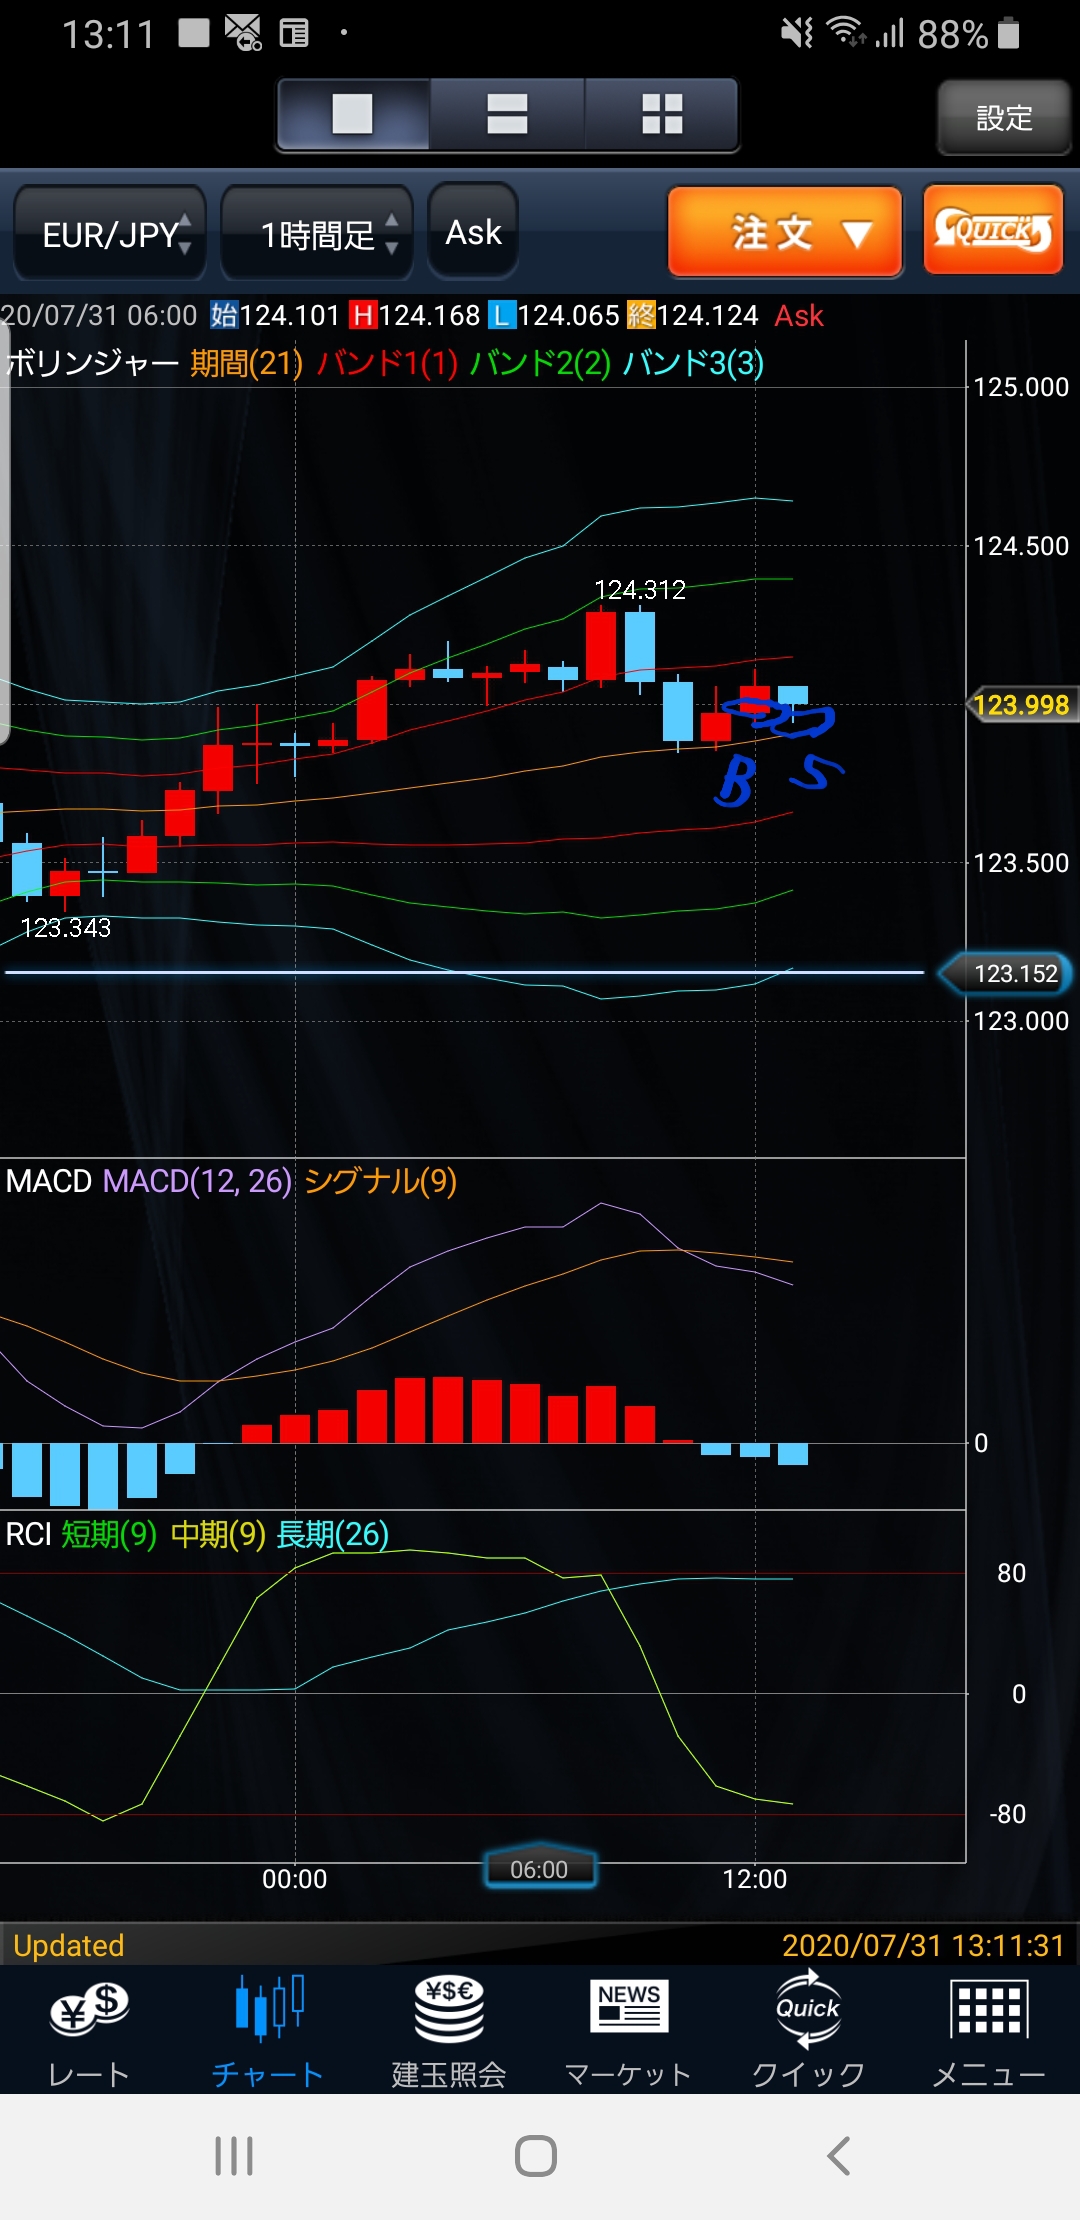 13:11 88%
設定
EUR/JPY 1時間足 Ask 注文 ▼ QUICK
20/07/31 06:00 始124.101 H124.168 L124.065 終124.124 Ask
ボリンジャー 期間(21) バンド1(1) バンド2(2) バンド3(3)
125.000
124.500
124.312
123.998
B S
123.500
123.343
123.152
123.000
MACD MACD(12, 26) シグナル(9)
0
RCI 短期(9) 中期(9) 長期(26)
80
0
-80
00:00 06:00 12:00
Updated 2020/07/31 13:11:31
¥$ ¥$€ NEWS Quick
レート チャート 建玉照会 マーケット クイック メニュー